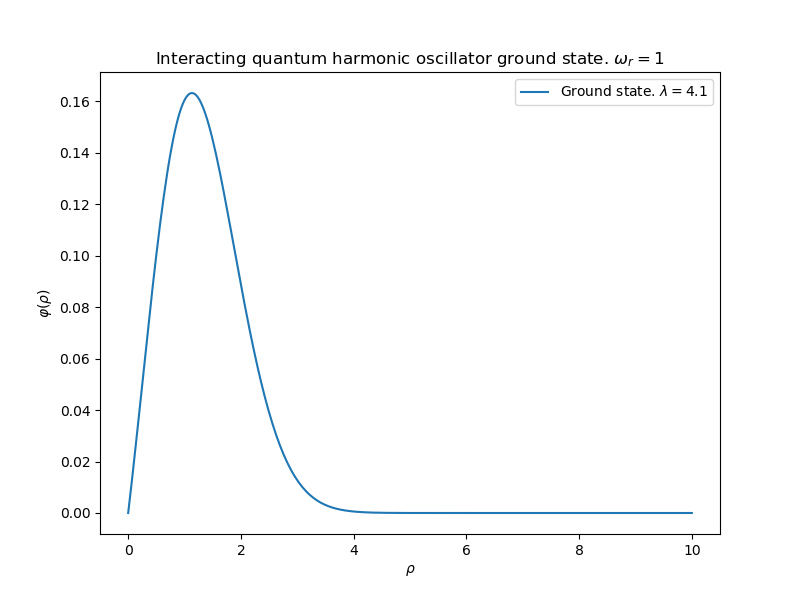 Interacting quantum harmonic oscillator ground state. ωᵣ = 1
Ground state. λ = 4.1
0.16
0.14
0.12
0.10
0.08
0.06
0.04
0.02
0.00
φ(ρ)
0 2 4 6 8 10
ρ